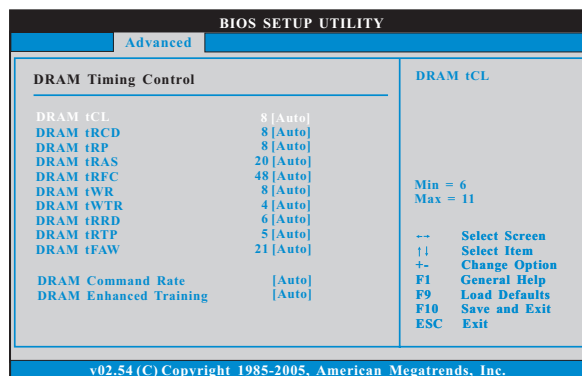 BIOS SETUP UTILITY
Advanced
DRAM Timing Control
DRAM tCL 8 [Auto]
DRAM tRCD 8 [Auto]
DRAM tRP 8 [Auto]
DRAM tRAS 20 [Auto]
DRAM tRFC 48 [Auto]
DRAM tWR 8 [Auto]
DRAM tWTR 4 [Auto]
DRAM tRRD 6 [Auto]
DRAM tRTP 5 [Auto]
DRAM tFAW 21 [Auto]
DRAM Command Rate [Auto]
DRAM Enhanced Training [Auto]
DRAM tCL
Min = 6
Max = 11
←→ Select Screen
↑↓ Select Item
+- Change Option
F1 General Help
F9 Load Defaults
F10 Save and Exit
ESC Exit
v02.54 (C) Copyright 1985-2005, American Megatrends, Inc.